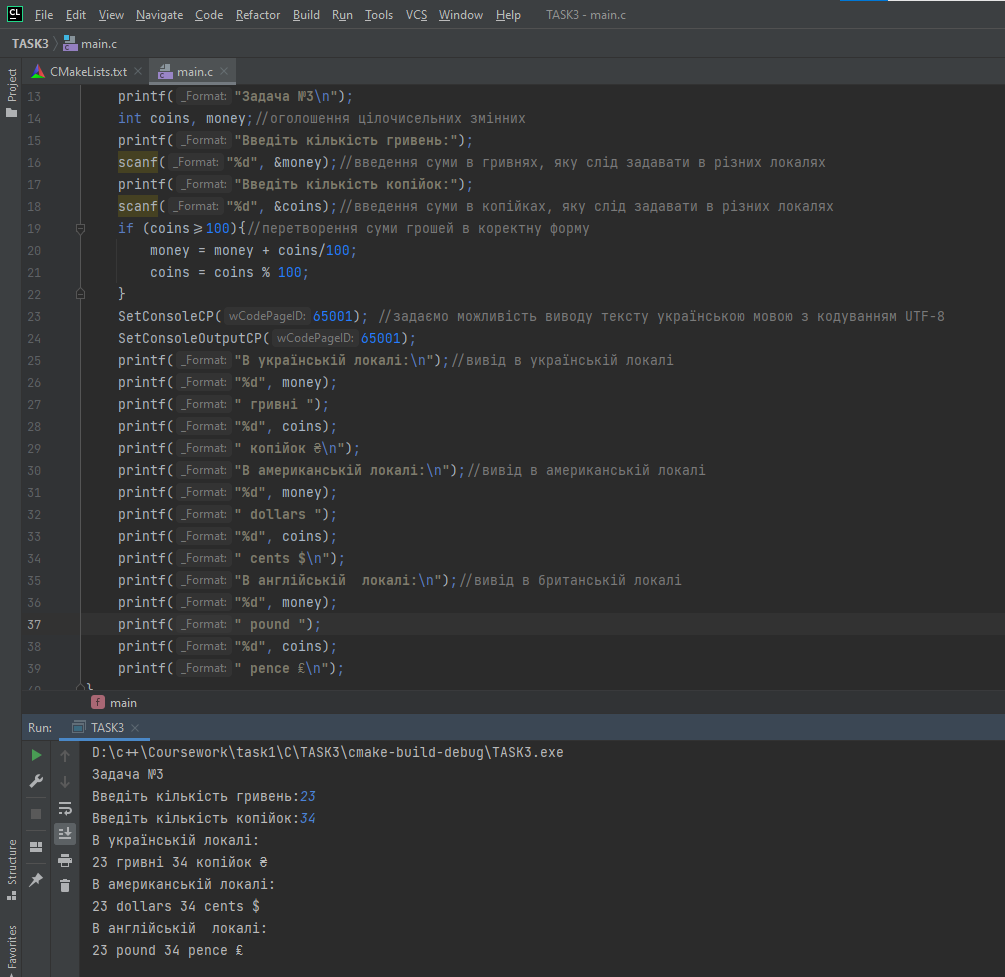 CL File Edit View Navigate Code Refactor Build Run Tools VCS Window Help TASK3 - main.c
TASK3 main.c
Project
CMakeLists.txt main.c
13 printf( _Format: "Задача №3\n");
14 int coins, money;//оголошення цілочисельних змінних
15 printf( _Format: "Введіть кількість гривень:");
16 scanf( _Format: "%d", &money);//введення суми в гривнях, яку слід задавати в різних локалях
17 printf( _Format: "Введіть кількість копійок:");
18 scanf( _Format: "%d", &coins);//введення суми в копійках, яку слід задавати в різних локалях
19 if (coins>=100){//перетворення суми грошей в коректну форму
20 money = money + coins/100;
21 coins = coins % 100;
22 }
23 SetConsoleCP( wCodePageID: 65001); //задаємо можливість виводу тексту українською мовою з кодуванням UTF-8
24 SetConsoleOutputCP( wCodePageID: 65001);
25 printf( _Format: "В українській локалі:\n");//вивід в українській локалі
26 printf( _Format: "%d", money);
27 printf( _Format: " гривні ");
28 printf( _Format: "%d", coins);
29 printf( _Format: " копійок ₴\n");
30 printf( _Format: "В американській локалі:\n");//вивід в американській локалі
31 printf( _Format: "%d", money);
32 printf( _Format: " dollars ");
33 printf( _Format: "%d", coins);
34 printf( _Format: " cents $\n");
35 printf( _Format: "В англійській  локалі:\n");//вивід в британській локалі
36 printf( _Format: "%d", money);
37 printf( _Format: " pound ");
38 printf( _Format: "%d", coins);
39 printf( _Format: " pence ₤\n");
40 }
f main
Run: TASK3
D:\c++\Coursework\task1\C\TASK3\cmake-build-debug\TASK3.exe
Задача №3
Введіть кількість гривень:23
Введіть кількість копійок:34
В українській локалі:
23 гривні 34 копійок ₴
В американській локалі:
23 dollars 34 cents $
В англійській  локалі:
23 pound 34 pence ₤
Structure
Favorites